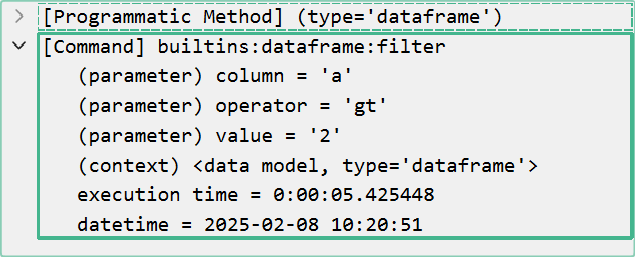 [Programmatic Method] (type='dataframe')
[Command] builtins:dataframe:filter
(parameter) column = 'a'
(parameter) operator = 'gt'
(parameter) value = '2'
(context) <data model, type='dataframe'>
execution time = 0:00:05.425448
datetime = 2025-02-08 10:20:51